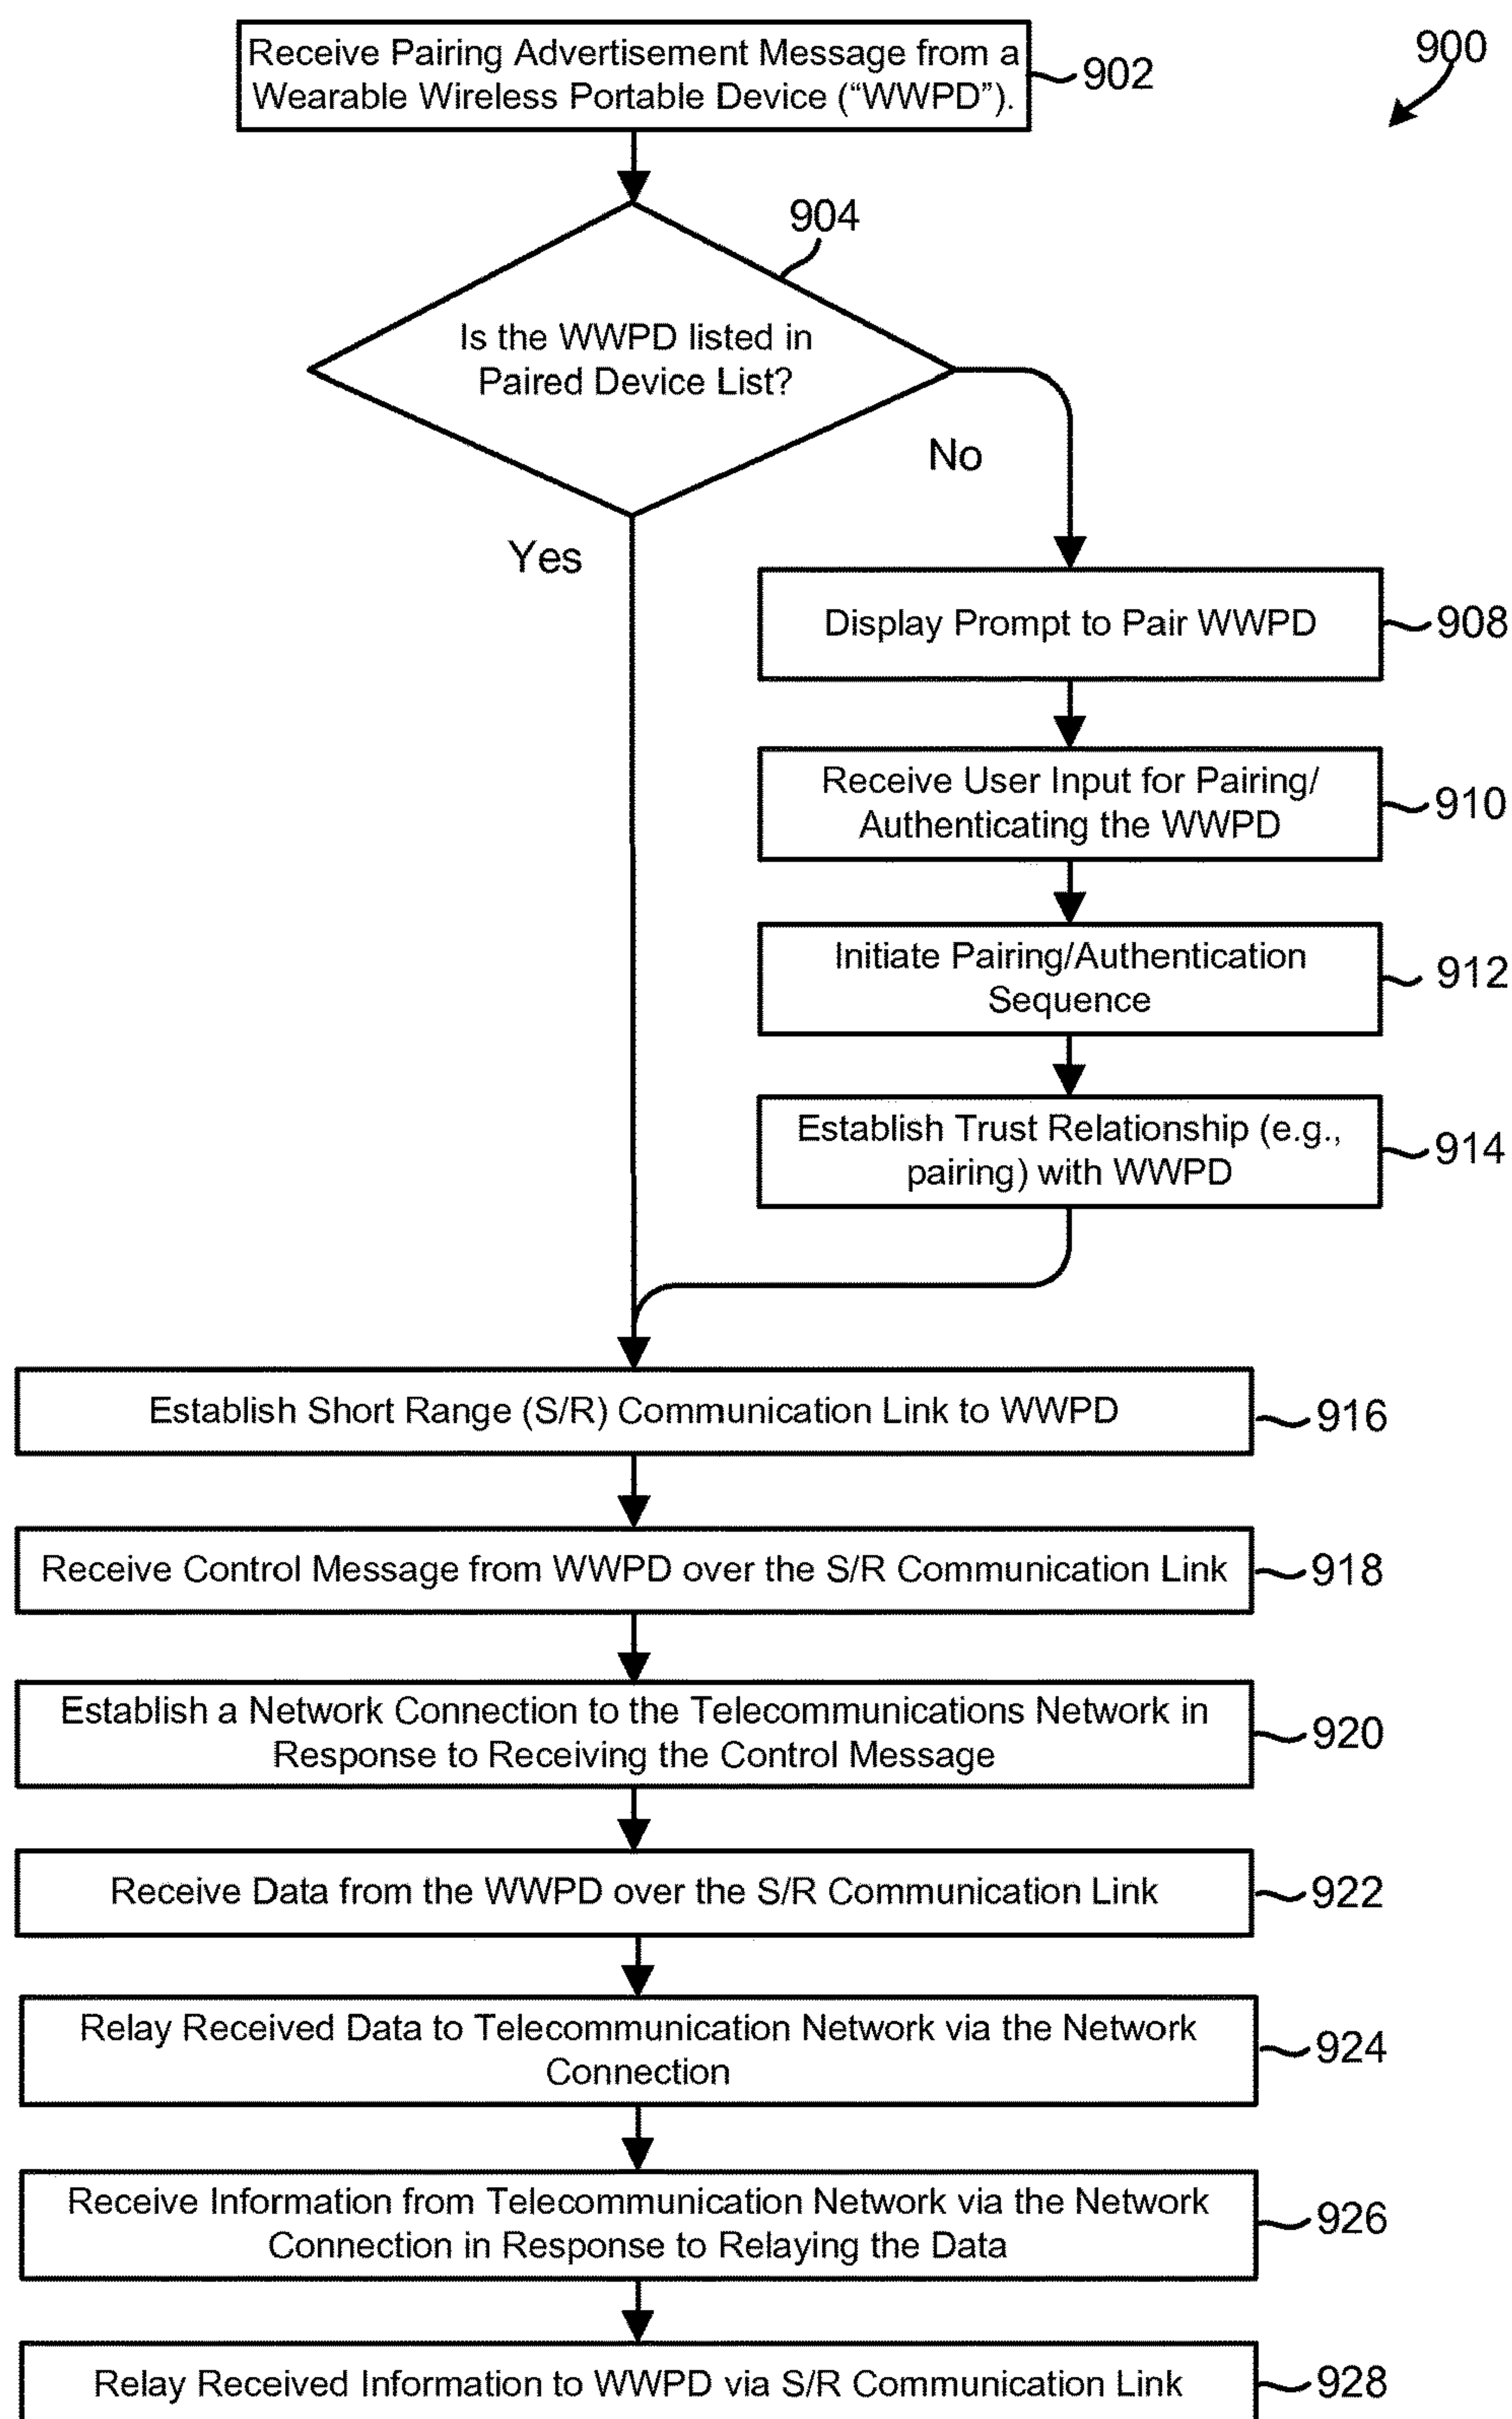 900
Receive Pairing Advertisement Message from a
Wearable Wireless Portable Device (“WWPD”).
902
904
Is the WWPD listed in
Paired Device List?
No
Yes
Display Prompt to Pair WWPD
908
Receive User Input for Pairing/
Authenticating the WWPD
910
Initiate Pairing/Authentication
Sequence
912
Establish Trust Relationship (e.g.,
pairing) with WWPD
914
Establish Short Range (S/R) Communication Link to WWPD
916
Receive Control Message from WWPD over the S/R Communication Link
918
Establish a Network Connection to the Telecommunications Network in
Response to Receiving the Control Message
920
Receive Data from the WWPD over the S/R Communication Link
922
Relay Received Data to Telecommunication Network via the Network
Connection
924
Receive Information from Telecommunication Network via the Network
Connection in Response to Relaying the Data
926
Relay Received Information to WWPD via S/R Communication Link
928